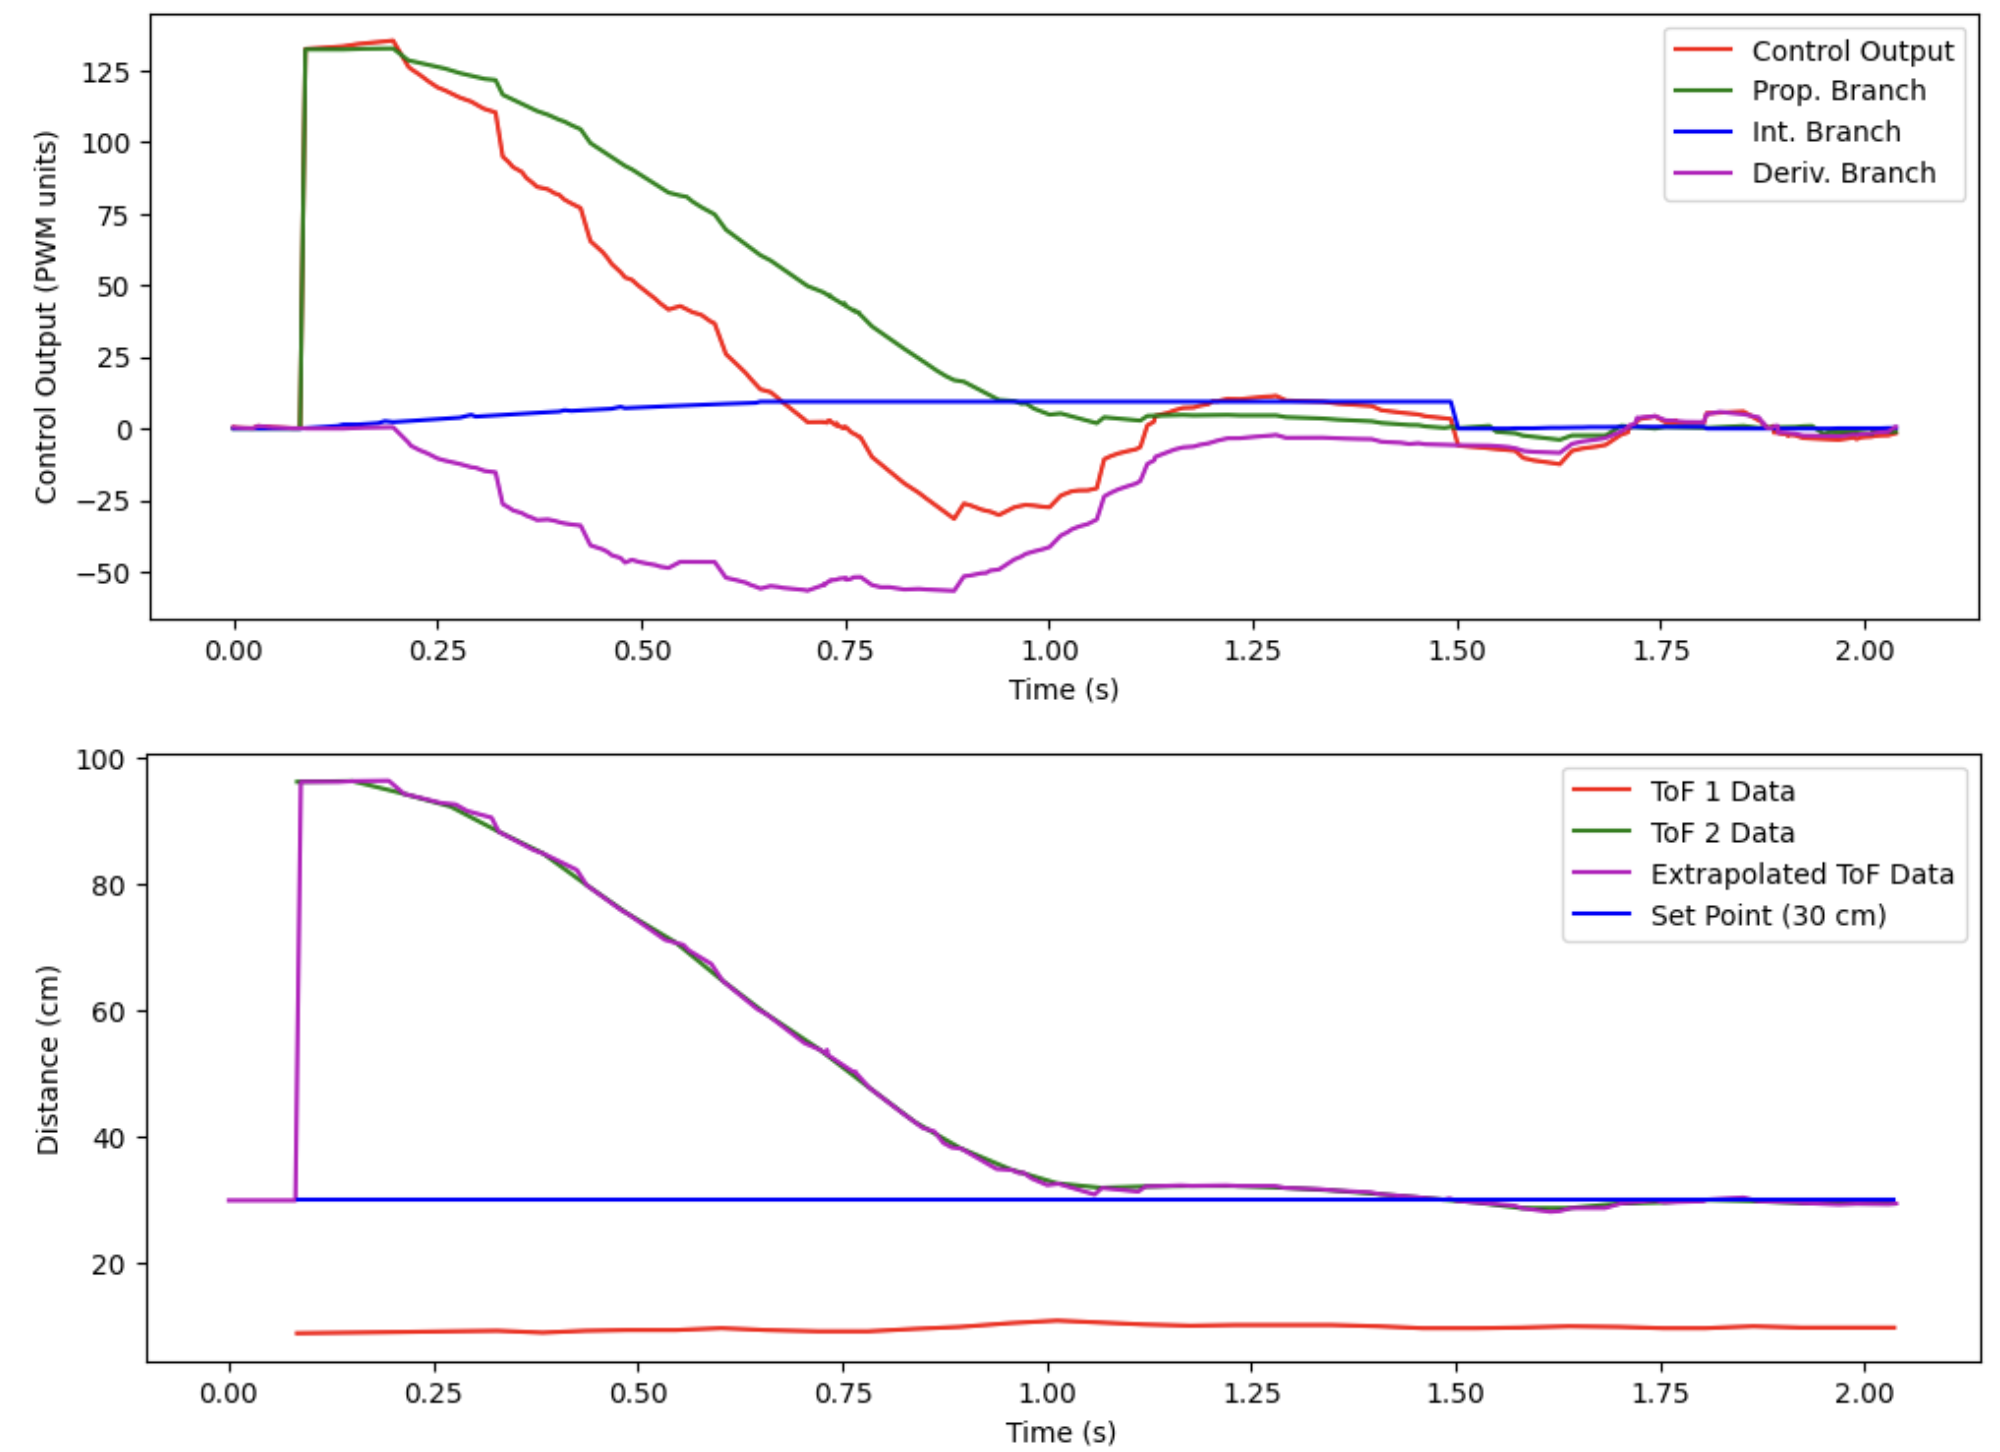 Control Output (PWM units)
125
100
75
50
25
0
−25
−50
Control Output
Prop. Branch
Int. Branch
Deriv. Branch
0.00 0.25 0.50 0.75 1.00 1.25 1.50 1.75 2.00
Time (s)
Distance (cm)
100
80
60
40
20
ToF 1 Data
ToF 2 Data
Extrapolated ToF Data
Set Point (30 cm)
0.00 0.25 0.50 0.75 1.00 1.25 1.50 1.75 2.00
Time (s)